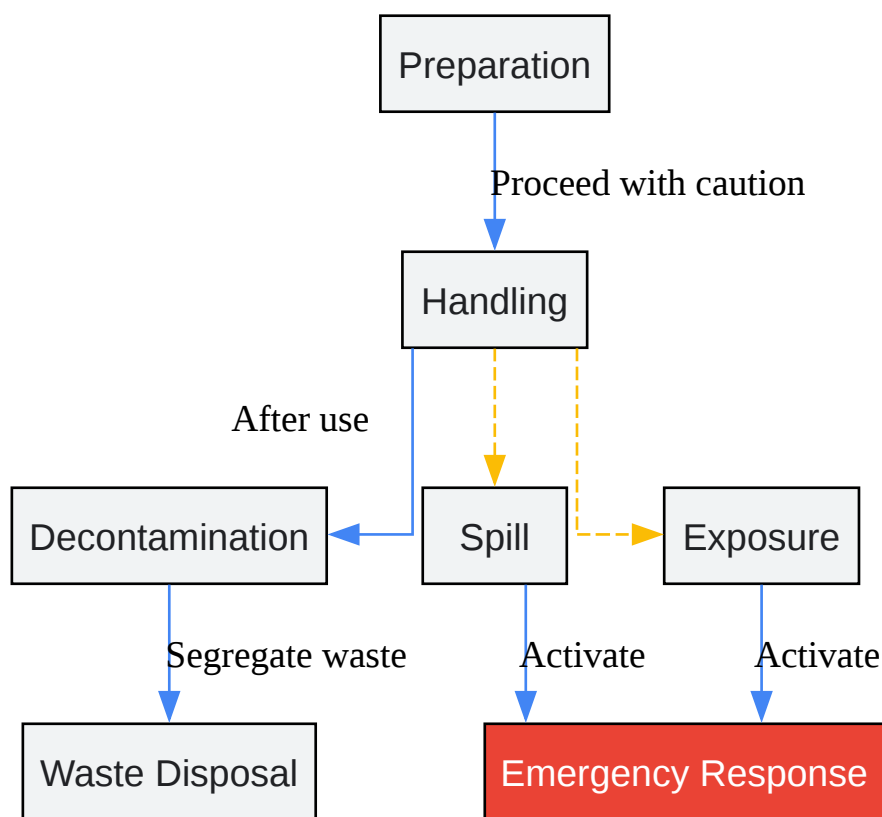 Preparation
Proceed with caution
Handling
After use
Decontamination
Spill
Exposure
Segregate waste
Activate
Activate
Waste Disposal
Emergency Response